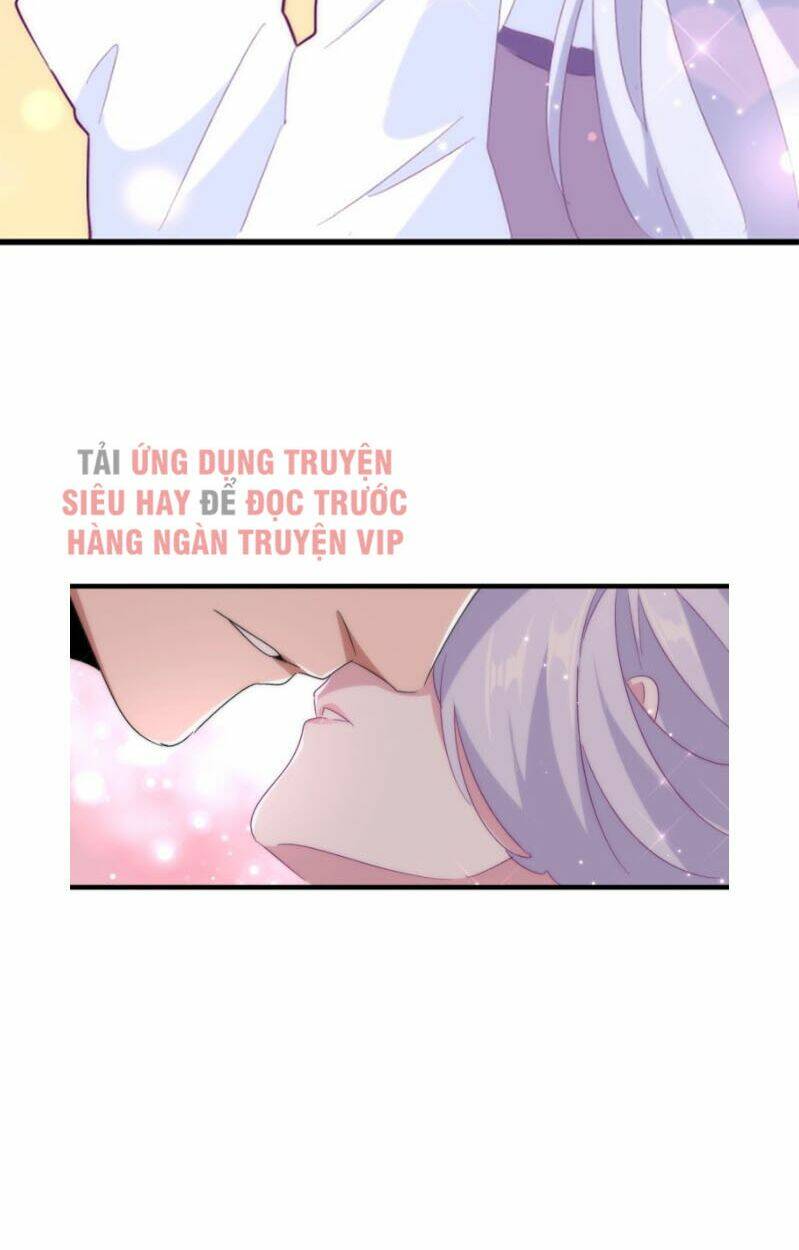 TẢI ỨNG DỤNG TRUYỆN
SIÊU HAY ĐỂ ĐỌC TRƯỚC
HÀNG NGÀN TRUYỆN VIP